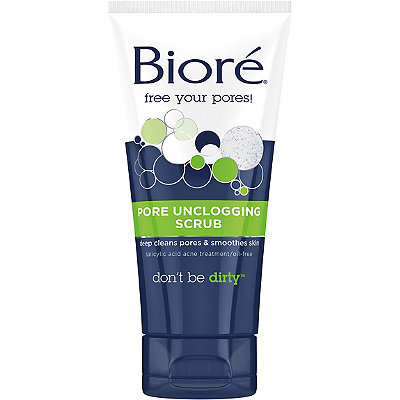 Bioré®
free your pores!
PORE UNCLOGGING
SCRUB
deep cleans pores & smoothes skin
salicylic acid acne treatment/oil-free
don't be dirty™